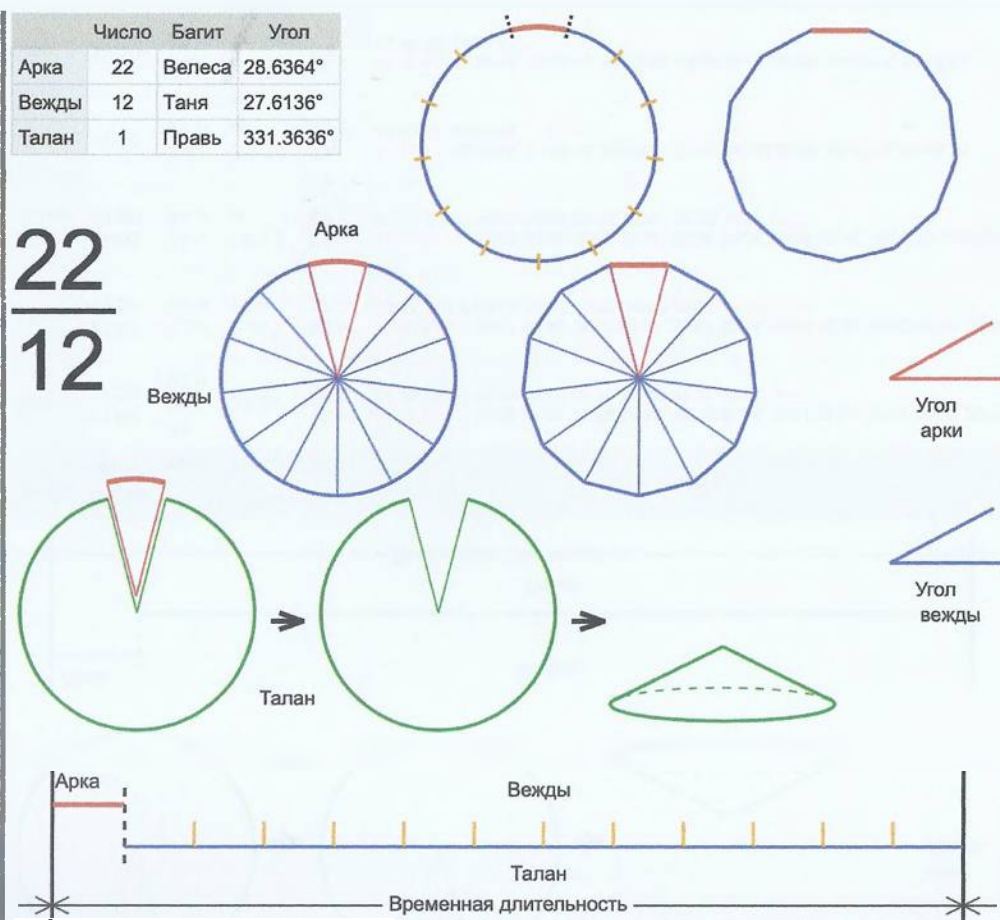 Число Багит Угол
Арка 22 Велеса 28.6364°
Вежды 12 Таня 27.6136°
Талан 1 Правь 331.3636°
22
12
Арка
Вежды
Угол
арки
Угол
вежды
Талан
Арка
Вежды
Талан
Временная длительность